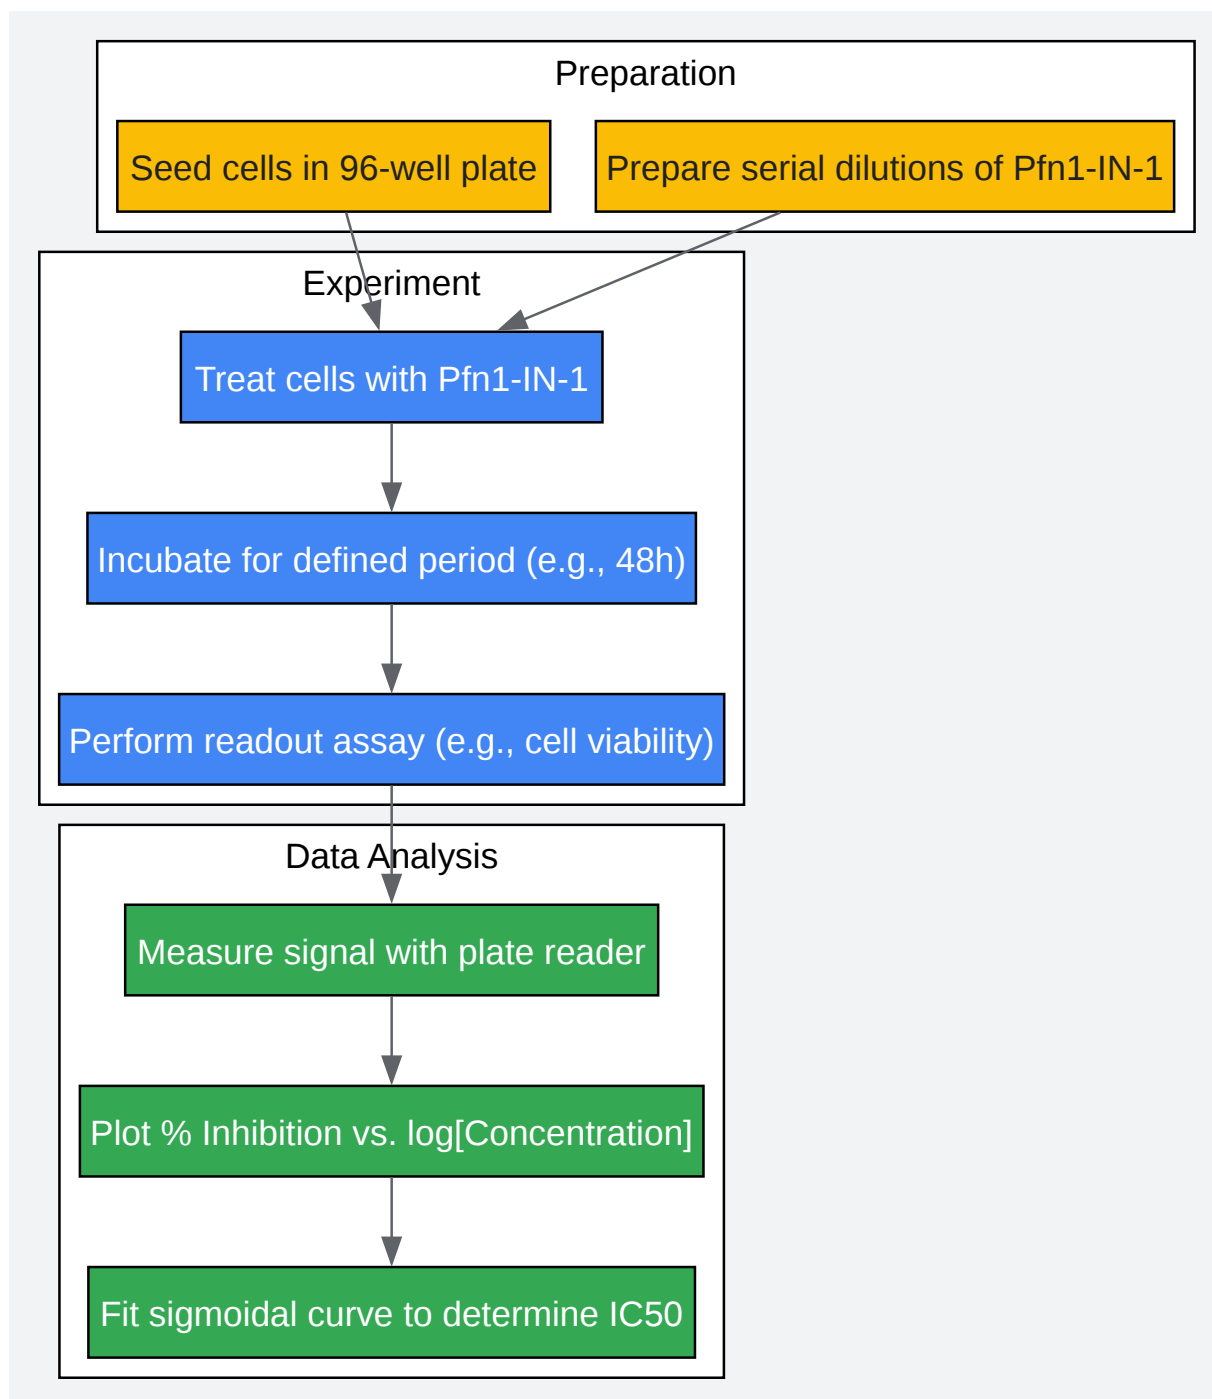 Preparation
Seed cells in 96-well plate
Prepare serial dilutions of Pfn1-IN-1
Experiment
Treat cells with Pfn1-IN-1
Incubate for defined period (e.g., 48h)
Perform readout assay (e.g., cell viability)
Data Analysis
Measure signal with plate reader
Plot % Inhibition vs. log[Concentration]
Fit sigmoidal curve to determine IC50